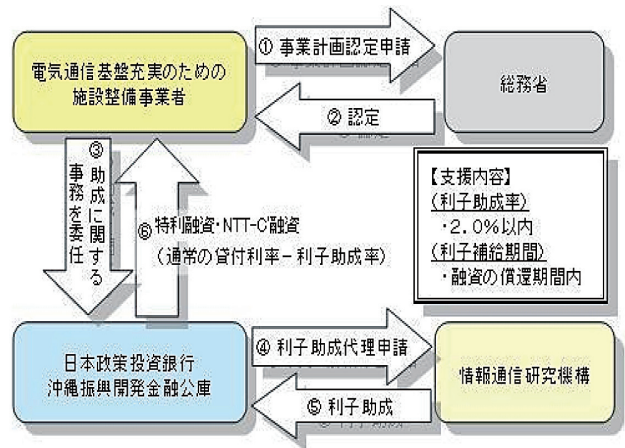 ① 事業計画認定申請
電気通信基盤充実のための
施設整備事業者
総務省
② 認定
③ 助成に関する
事務を委任
⑥ 特利融資・NTT-C融資
（通常の貸付利率－利子助成率）
【支援内容】
(利子助成率)
・2.0％以内
(利子補給期間)
・融資の償還期間内
日本政策投資銀行
沖縄振興開発金融公庫
④ 利子助成代理申請
情報通信研究機構
⑤ 利子助成